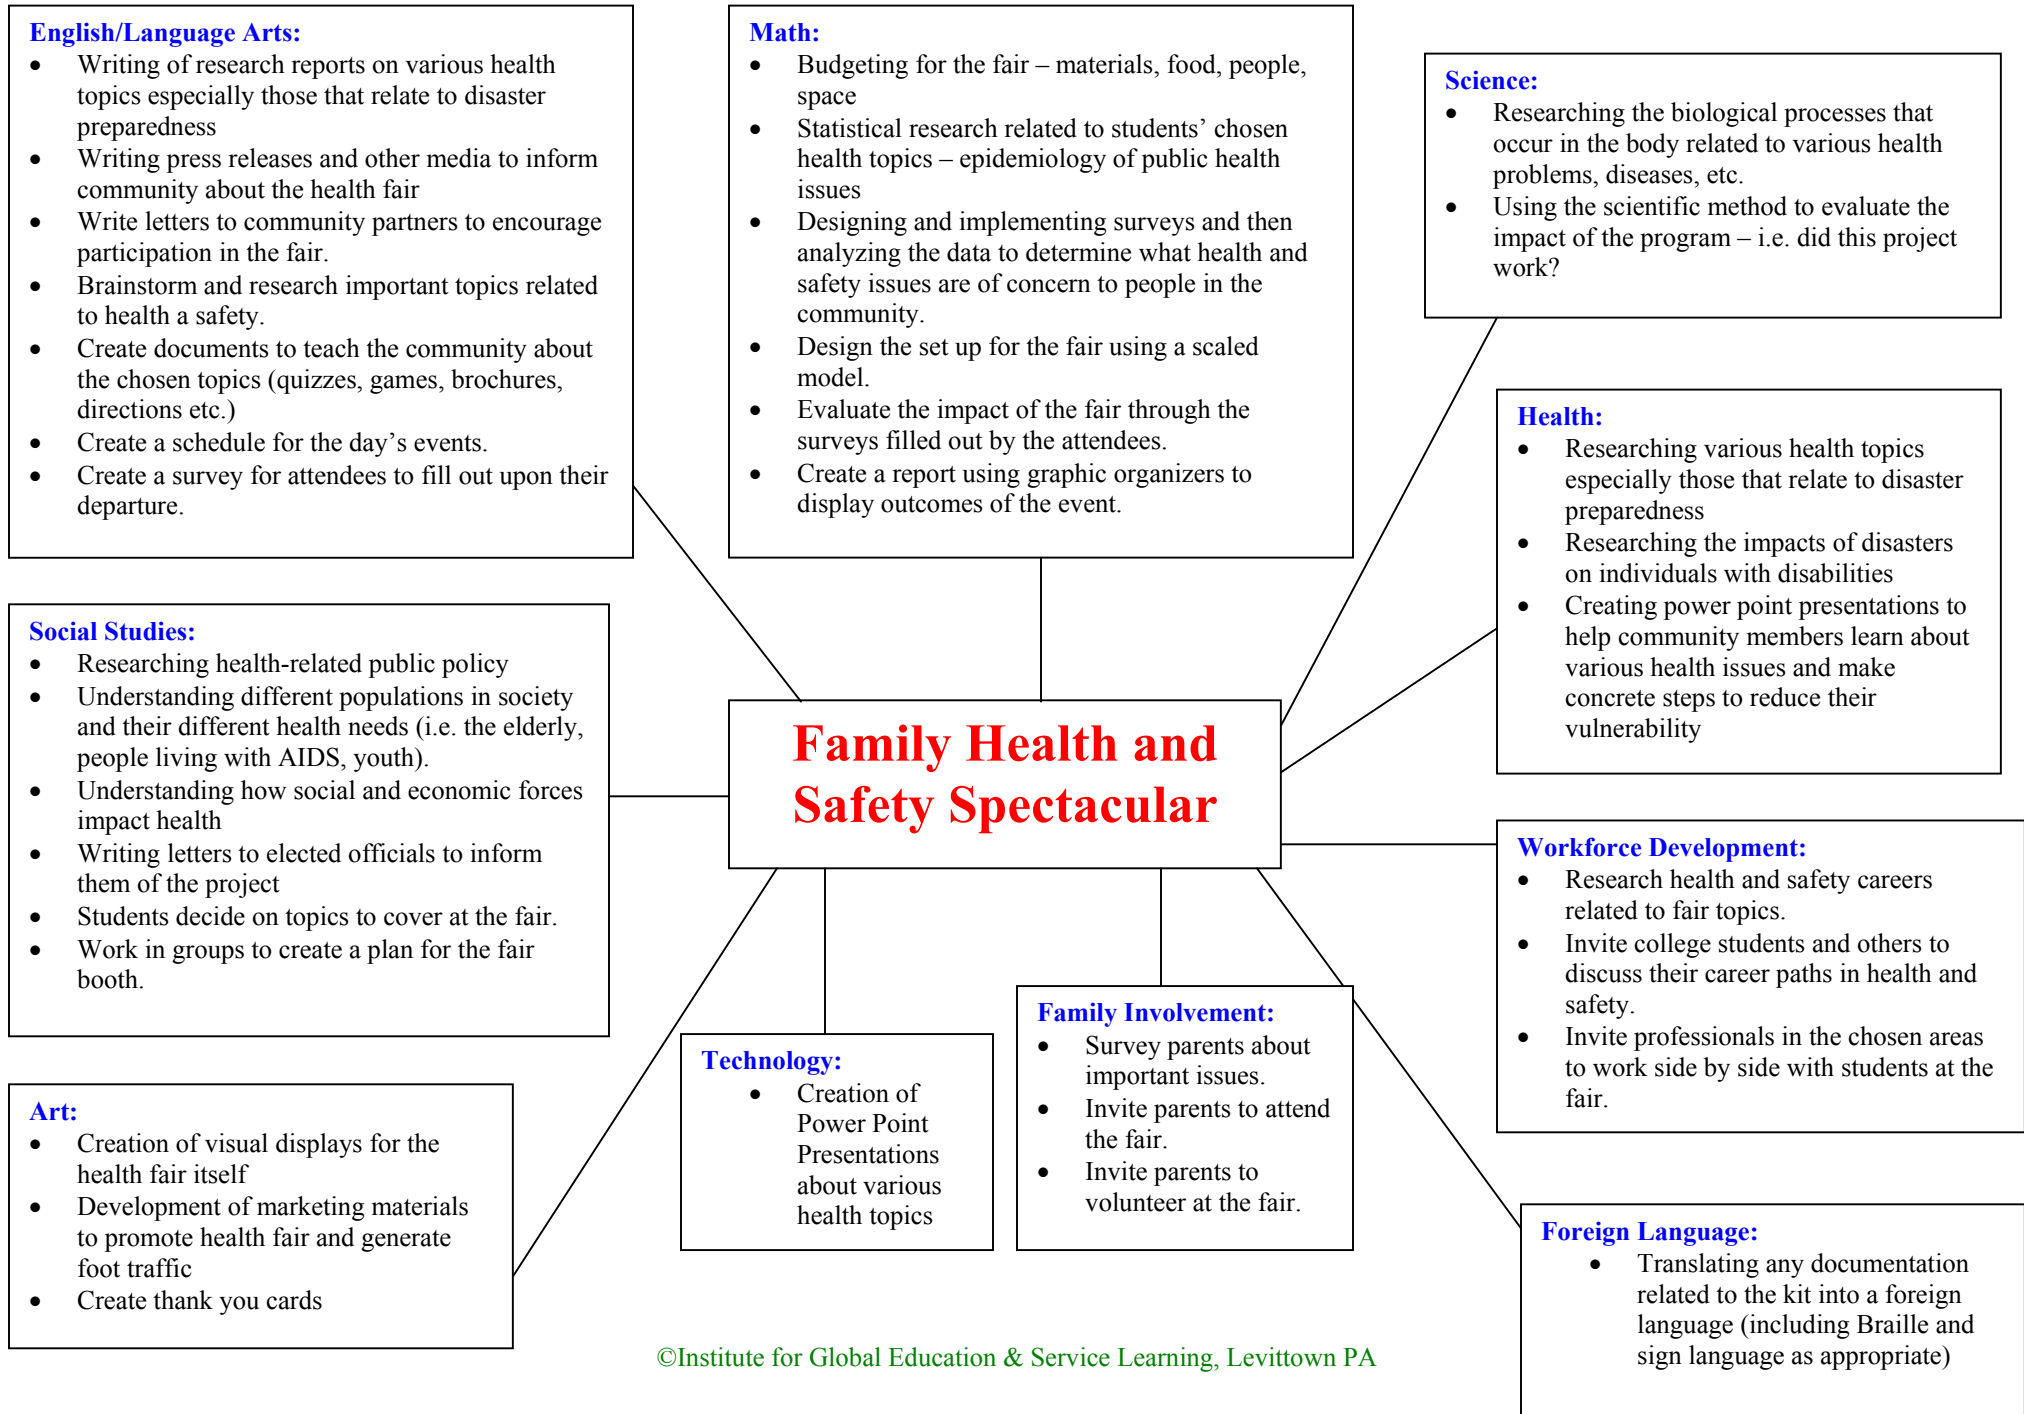 English/Language Arts:
• Writing of research reports on various health
topics especially those that relate to disaster
preparedness
• Writing press releases and other media to inform
community about the health fair
• Write letters to community partners to encourage
participation in the fair.
• Brainstorm and research important topics related
to health a safety.
• Create documents to teach the community about
the chosen topics (quizzes, games, brochures,
directions etc.)
• Create a schedule for the day’s events.
• Create a survey for attendees to fill out upon their
departure.
Math:
• Budgeting for the fair – materials, food, people,
space
• Statistical research related to students’ chosen
health topics – epidemiology of public health
issues
• Designing and implementing surveys and then
analyzing the data to determine what health and
safety issues are of concern to people in the
community.
• Design the set up for the fair using a scaled
model.
• Evaluate the impact of the fair through the
surveys filled out by the attendees.
• Create a report using graphic organizers to
display outcomes of the event.
Science:
• Researching the biological processes that
occur in the body related to various health
problems, diseases, etc.
• Using the scientific method to evaluate the
impact of the program – i.e. did this project
work?
Health:
• Researching various health topics
especially those that relate to disaster
preparedness
• Researching the impacts of disasters
on individuals with disabilities
• Creating power point presentations to
help community members learn about
various health issues and make
concrete steps to reduce their
vulnerability
Social Studies:
• Researching health-related public policy
• Understanding different populations in society
and their different health needs (i.e. the elderly,
people living with AIDS, youth).
• Understanding how social and economic forces
impact health
• Writing letters to elected officials to inform
them of the project
• Students decide on topics to cover at the fair.
• Work in groups to create a plan for the fair
booth.
Family Health and
Safety Spectacular
Workforce Development:
• Research health and safety careers
related to fair topics.
• Invite college students and others to
discuss their career paths in health and
safety.
• Invite professionals in the chosen areas
to work side by side with students at the
fair.
Art:
• Creation of visual displays for the
health fair itself
• Development of marketing materials
to promote health fair and generate
foot traffic
• Create thank you cards
Technology:
• Creation of
Power Point
Presentations
about various
health topics
Family Involvement:
• Survey parents about
important issues.
• Invite parents to attend
the fair.
• Invite parents to
volunteer at the fair.
Foreign Language:
• Translating any documentation
related to the kit into a foreign
language (including Braille and
sign language as appropriate)
©Institute for Global Education & Service Learning, Levittown PA